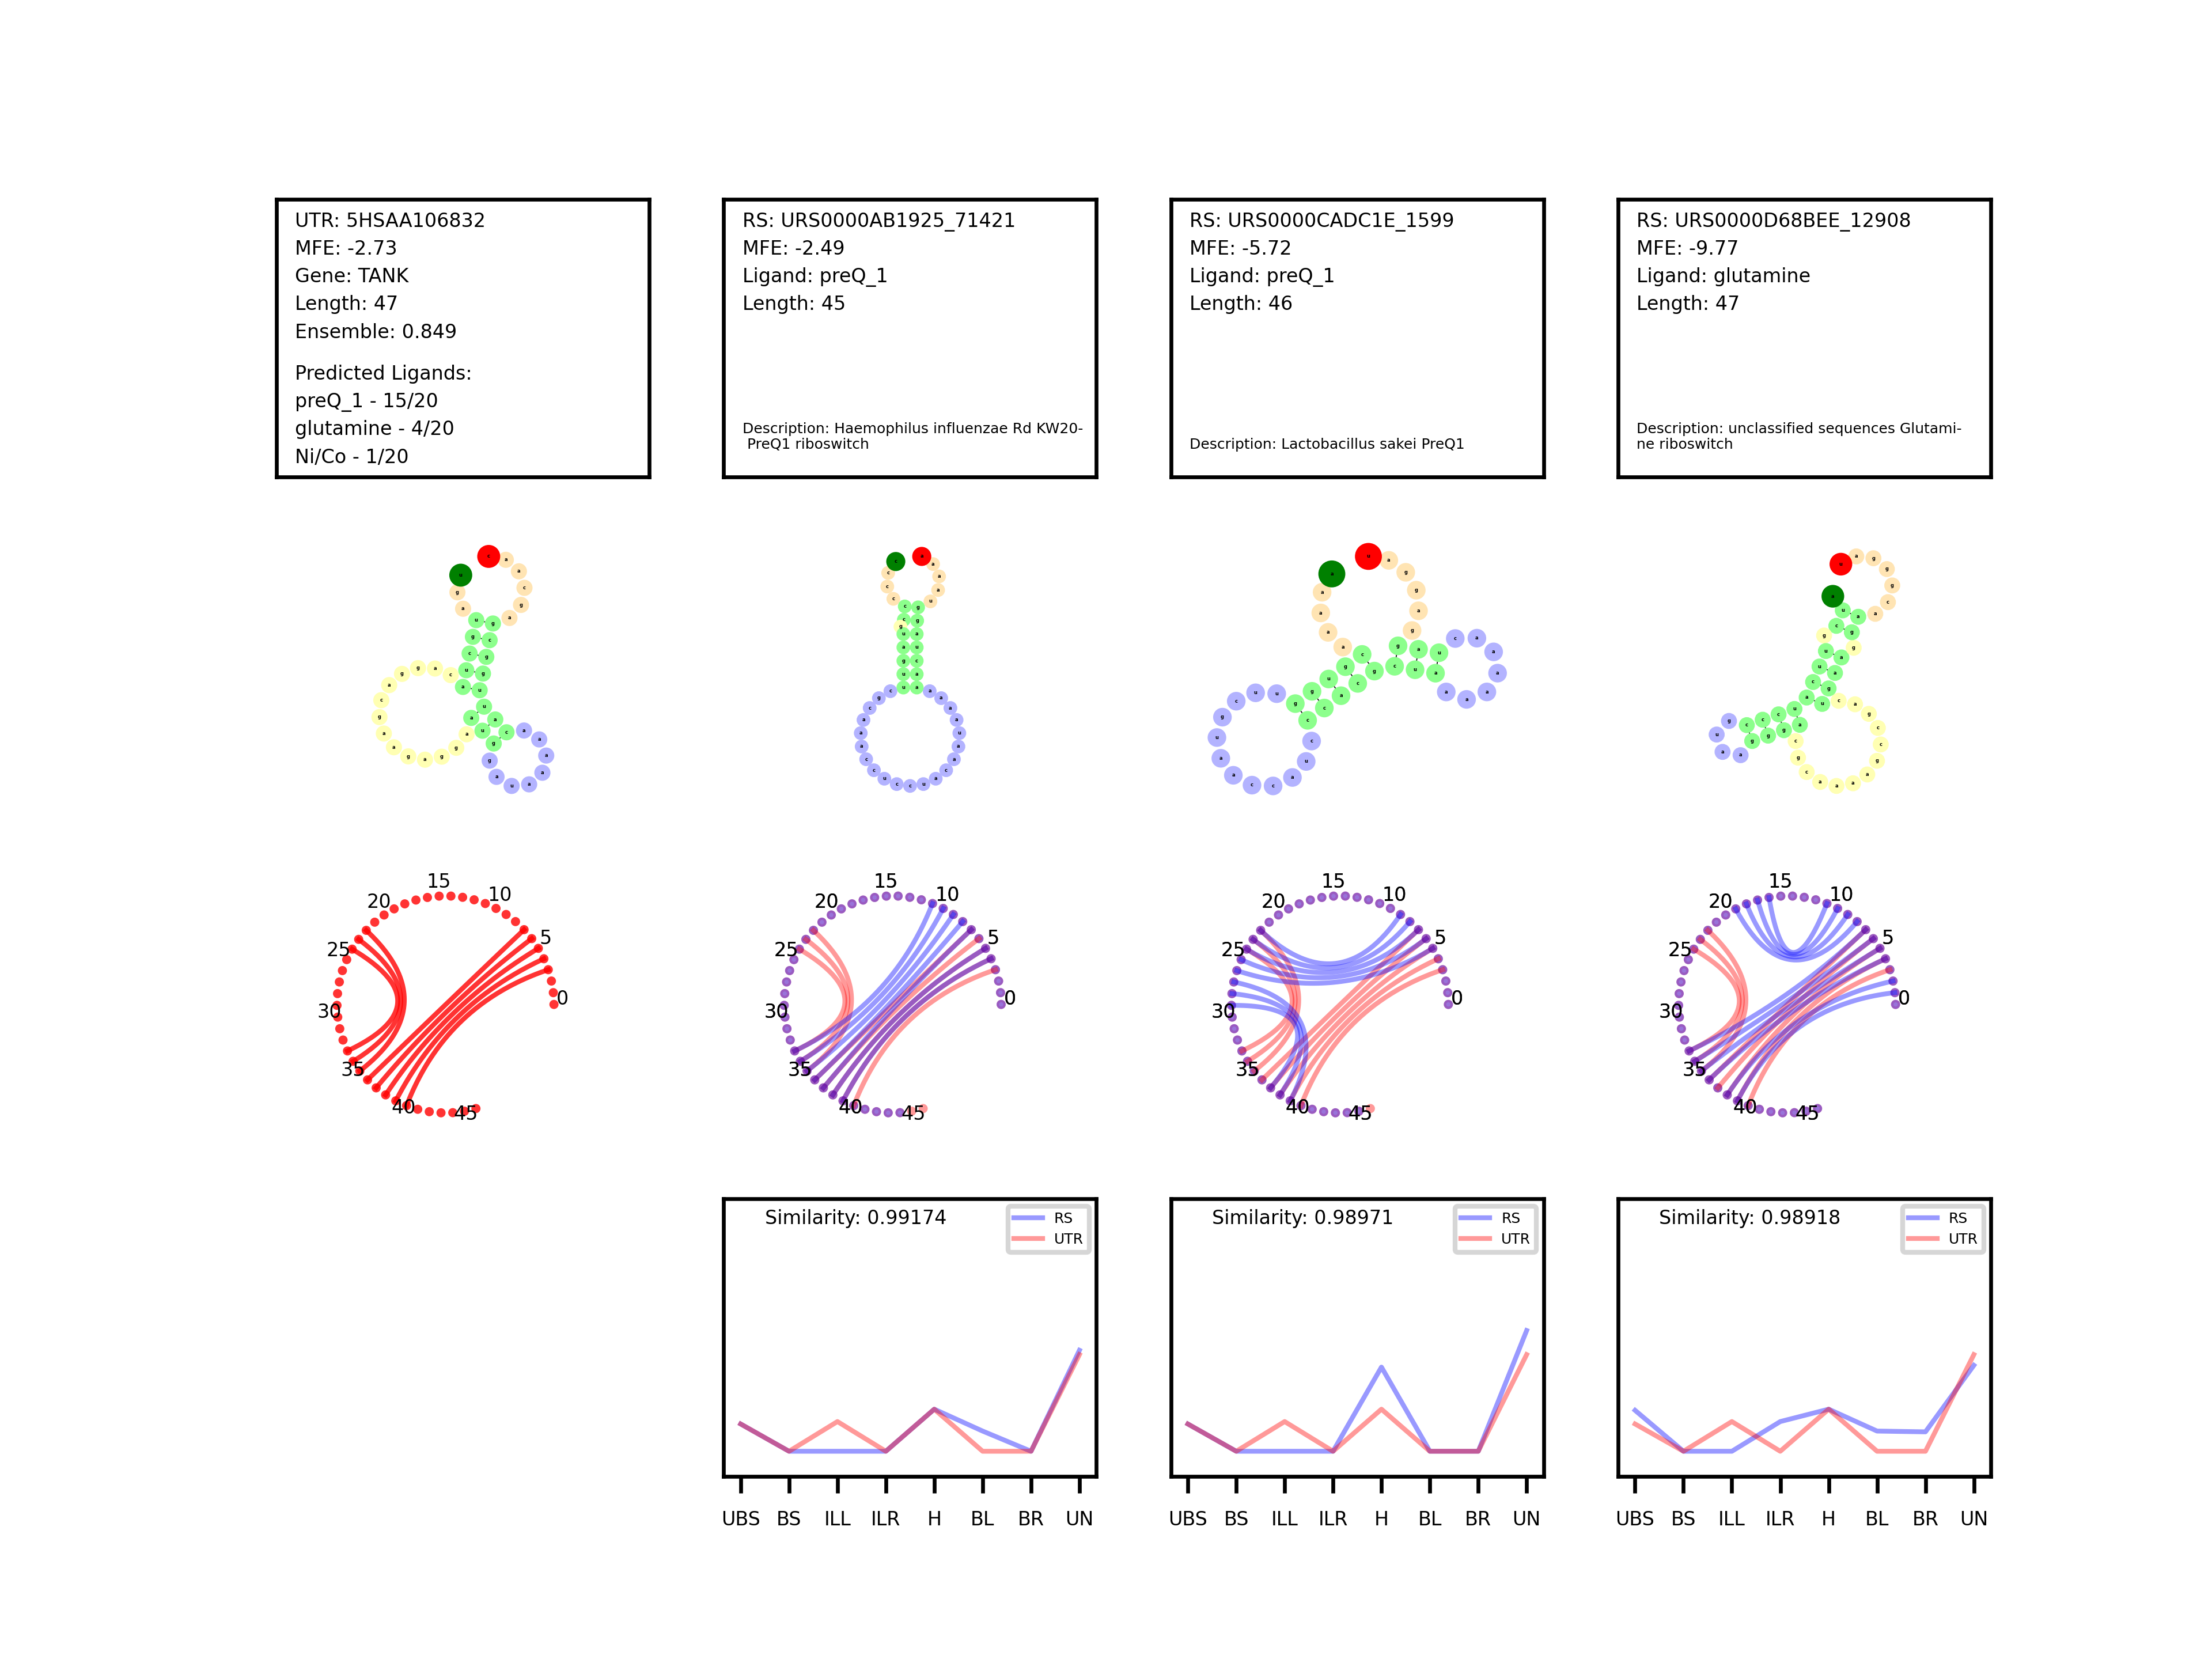 UTR: 5HSAA106832
MFE: -2.73
Gene: TANK
Length: 47
Ensemble: 0.849
Predicted Ligands:
preQ_1 - 15/20
glutamine - 4/20
Ni/Co - 1/20
RS: URS0000AB1925_71421
MFE: -2.49
Ligand: preQ_1
Length: 45
Description: Haemophilus influenzae Rd KW20-
PreQ1 riboswitch
RS: URS0000CADC1E_1599
MFE: -5.72
Ligand: preQ_1
Length: 46
Description: Lactobacillus sakei PreQ1
RS: URS0000D68BEE_12908
MFE: -9.77
Ligand: glutamine
Length: 47
Description: unclassified sequences Glutami-
ne riboswitch
0 5 10 15 20 25 30 35 40 45
0 5 10 15 20 25 30 35 40 45
0 5 10 15 20 25 30 35 40 45
0 5 10 15 20 25 30 35 40 45
Similarity: 0.99174
RS
UTR
UBS BS ILL ILR H BL BR UN
Similarity: 0.98971
RS
UTR
UBS BS ILL ILR H BL BR UN
Similarity: 0.98918
RS
UTR
UBS BS ILL ILR H BL BR UN